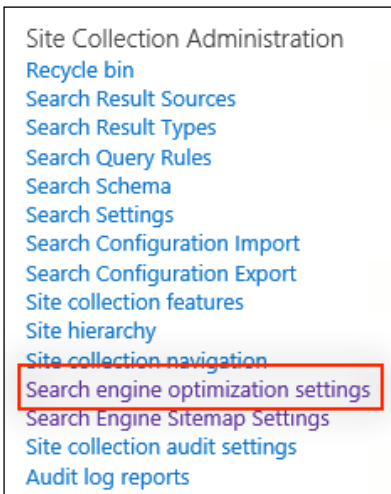 Site Collection Administration
Recycle bin
Search Result Sources
Search Result Types
Search Query Rules
Search Schema
Search Settings
Search Configuration Import
Search Configuration Export
Site collection features
Site hierarchy
Site collection navigation
Search engine optimization settings
Search Engine Sitemap Settings
Site collection audit settings
Audit log reports